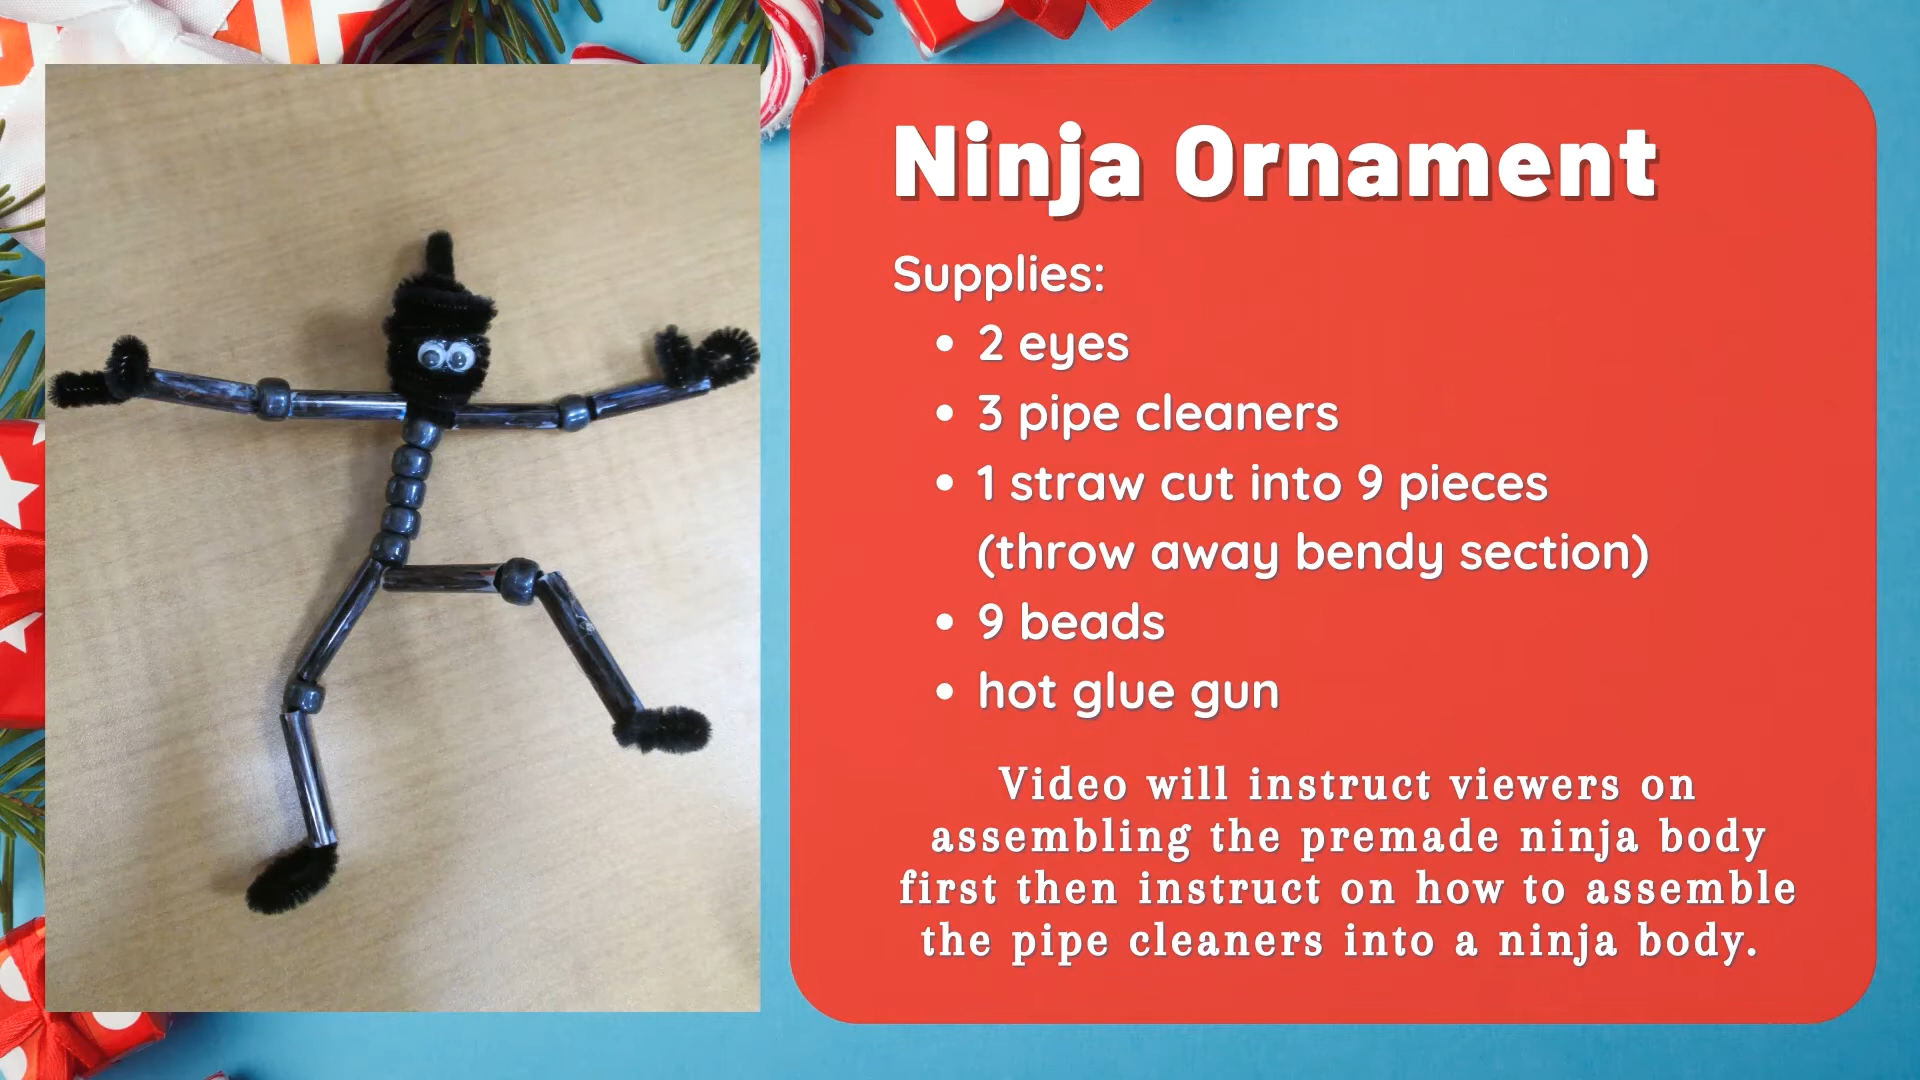 Ninja Ornament
Supplies:
• 2 eyes
• 3 pipe cleaners
• 1 straw cut into 9 pieces
(throw away bendy section)
• 9 beads
• hot glue gun
Video will instruct viewers on
assembling the premade ninja body
first then instruct on how to assemble
the pipe cleaners into a ninja body.